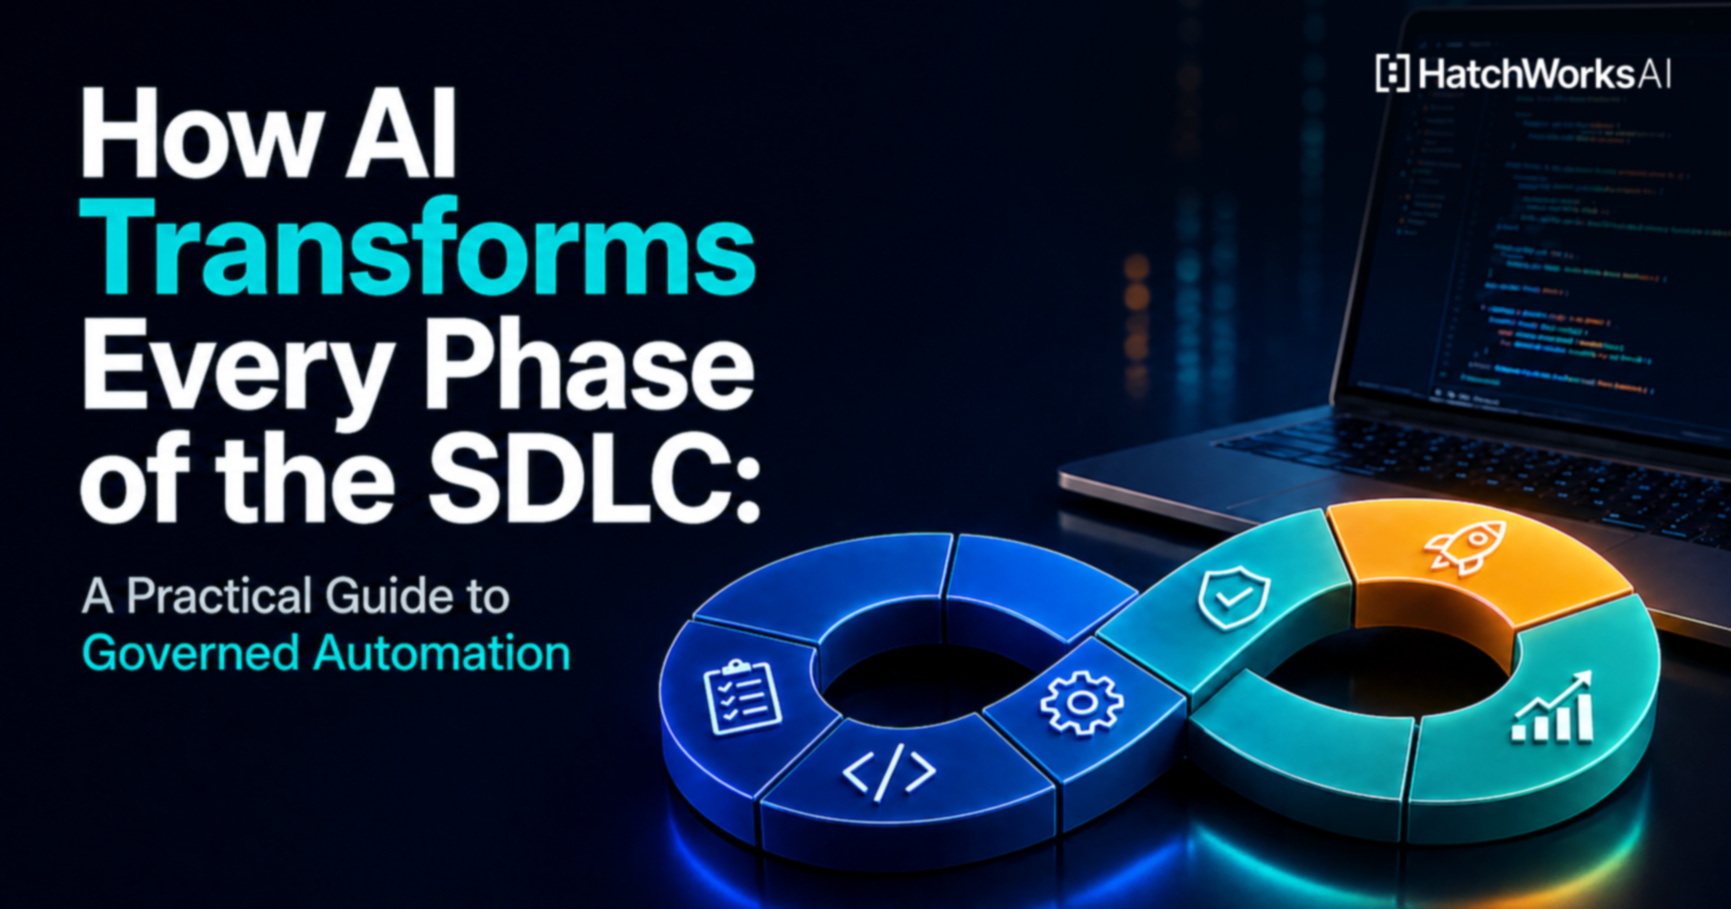 How AI
Transforms
Every Phase
of the SDLC:
A Practical Guide to
Governed Automation
HatchWorksAI